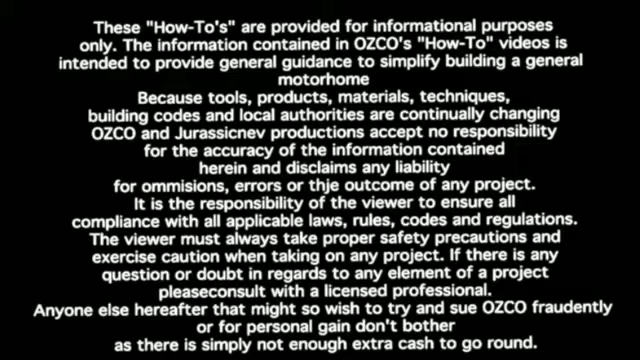 These "How-To's" are provided for informational purposes
only. The information contained in OZCO's "How-To" videos is
intended to provide general guidance to simplify building a general
motorhome
Because tools, products, materials, techniques,
building codes and local authorities are continually changing
OZCO and Jurassicnev productions accept no responsibility
for the accuracy of the information contained
herein and disclaims any liability
for ommisions, errors or thje outcome of any project.
It is the responsibility of the viewer to ensure all
compliance with all applicable laws, rules, codes and regulations.
The viewer must always take proper safety precautions and
exercise caution when taking on any project. If there is any
question or doubt in regards to any element of a project
pleaseconsult with a licensed professional.
Anyone else hereafter that might so wish to try and sue OZCO fraudently
or for personal gain don't bother
as there is simply not enough extra cash to go round.